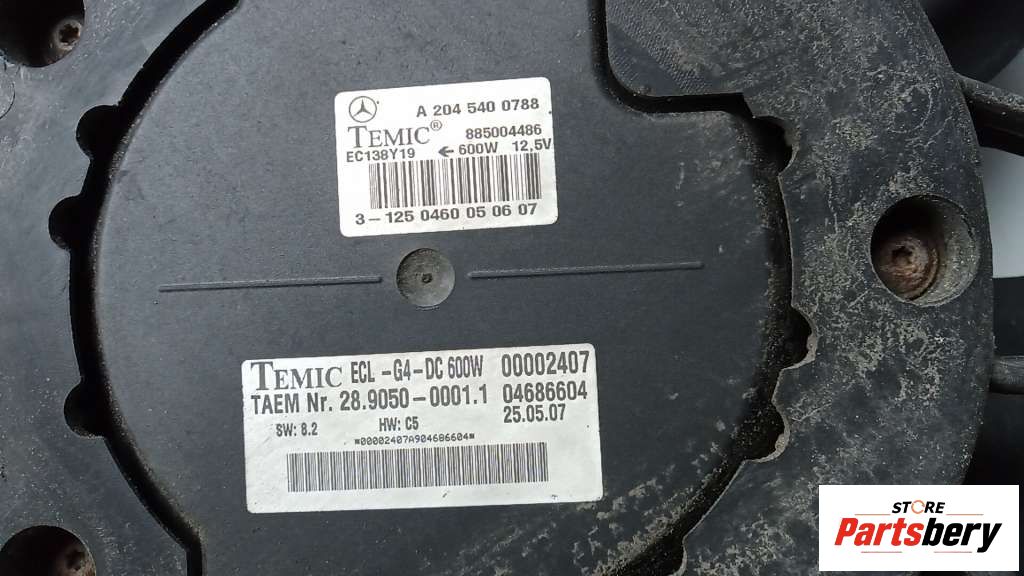 A 204 540 0788
TEMIC® 885004486
EC138Y19 ← 600W 12,5V
3-125 0460 05 06 07
TEMIC ECL -G4-DC 600W 00002407
TAEM Nr. 28.9050-0001.1 04686604
SW: 8.2 HW: C5 25.05.07
*00002407A904686604*
STORE
Partsbery